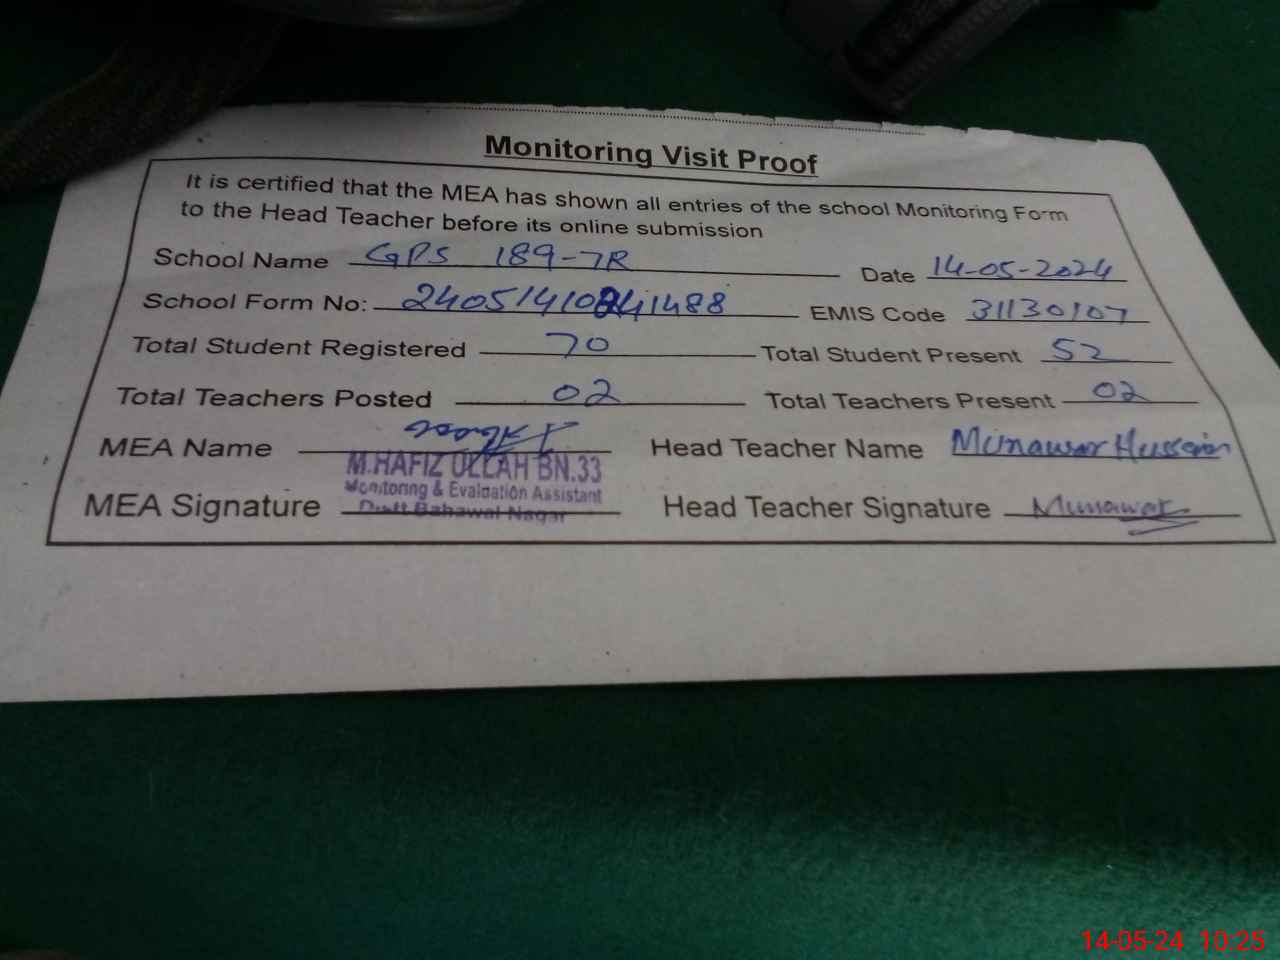 Monitoring Visit Proof
It is certified that the MEA has shown all entries of the school Monitoring Form
to the Head Teacher before its online submission
School Name GPS 189-7R Date 14-05-2024
School Form No: EMIS Code 31130107
Total Student Registered 70 Total Student Present 52
Total Teachers Posted 02 Total Teachers Present 02
MEA Name Head Teacher Name Munawar Hussain
M.HAFIZ ULLAH BN.33
Monitoring & Evaluation Assistant
MEA Signature Distt Bahawal Nagar Head Teacher Signature Munawar
14-05-24 10:25